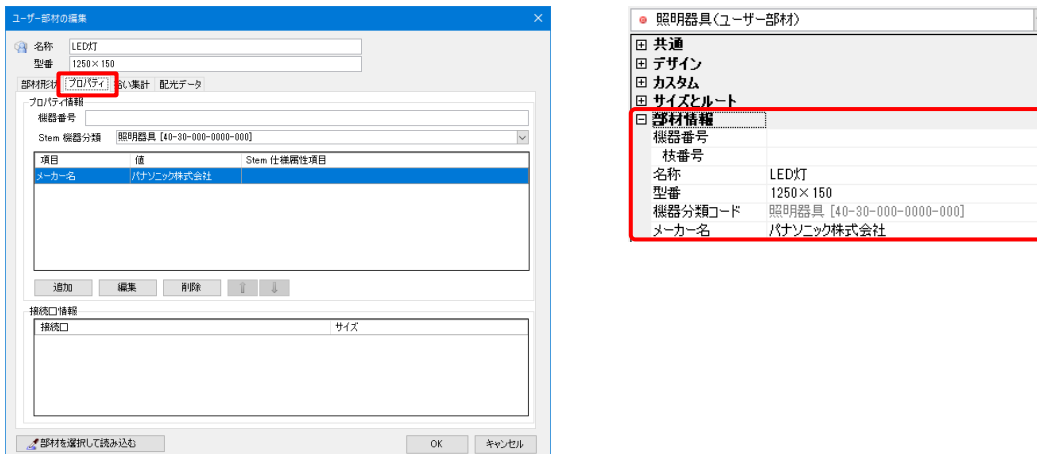 ユーザー部材の編集
名称 LED灯
型番 1250×150
部材形状 プロパティ 拾い集計 配光データ
プロパティ情報
機器番号
Stem 機器分類 照明器具 [40-30-000-0000-000]
項目 値 Stem 仕様属性項目
メーカー名 パナソニック株式会社
追加 編集 削除
接続口情報
接続口 サイズ
部材を選択して読み込む OK キャンセル
照明器具(ユーザー部材)
共通
デザイン
カスタム
サイズとルート
部材情報
機器番号
枝番号
名称 LED灯
型番 1250×150
機器分類コード 照明器具 [40-30-000-0000-000]
メーカー名 パナソニック株式会社